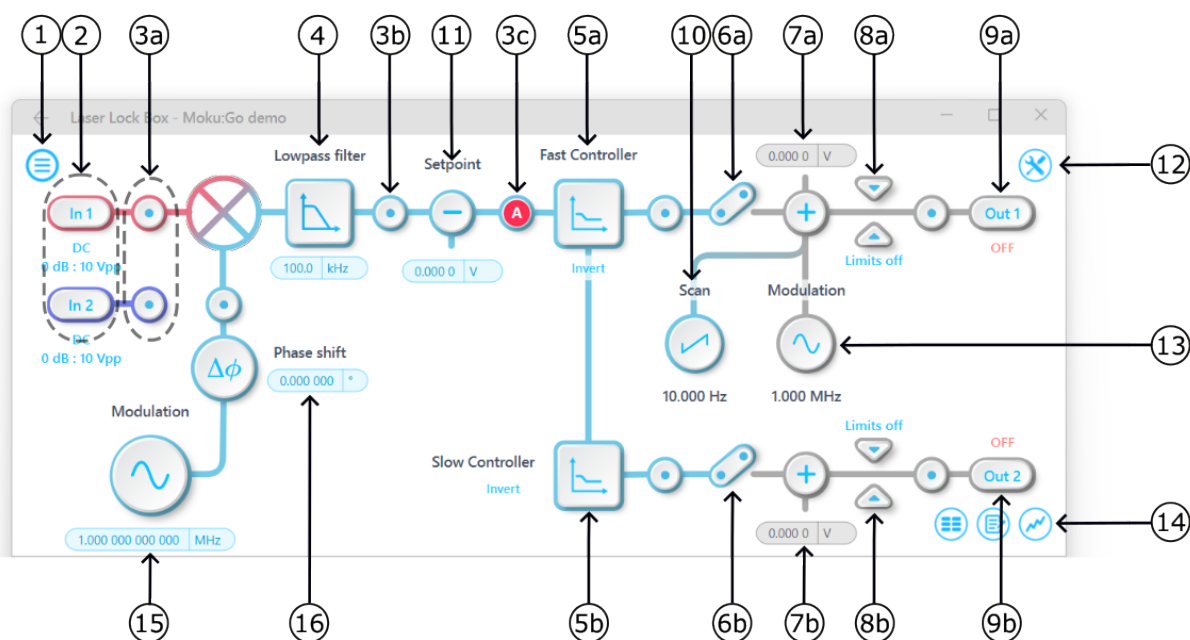 1 2 3a 4 3b 11 3c 5a 10 6a 7a 8a 9a
Laser Lock Box - Moku:Go demo
Lowpass filter
Setpoint
Fast Controller
0.000 0 V
12
In 1
A
Out 1
DC
0 dB : 10 Vpp
100.0 kHz
0.000 0 V
Invert
Limits off
OFF
Scan
Modulation
In 2
DC
0 dB : 10 Vpp
Δϕ
Phase shift
0.000 000 °
13
10.000 Hz
1.000 MHz
Modulation
Limits off
OFF
Slow Controller
Invert
Out 2
14
1.000 000 000 000 MHz
0.000 0 V
15 16 5b 6b 7b 8b 9b